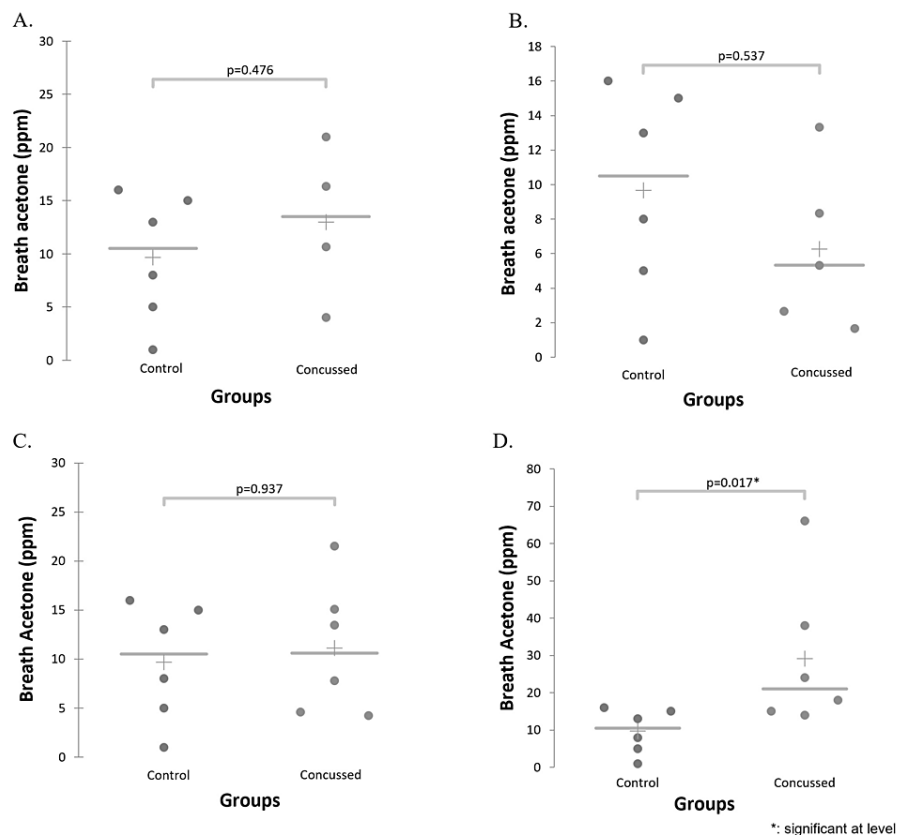 A.
30
25
20
15
10
5
0
Breath acetone (ppm)
p=0.476
Control
Concussed
Groups
B.
18
16
14
12
10
8
6
4
2
0
Breath acetone (ppm)
p=0.537
Control
Concussed
Groups
C.
30
25
20
15
10
5
0
Breath Acetone (ppm)
p=0.937
Control
Concussed
Groups
D.
80
70
60
50
40
30
20
10
0
Breath Acetone (ppm)
p=0.017*
Control
Concussed
Groups
*: significant at level